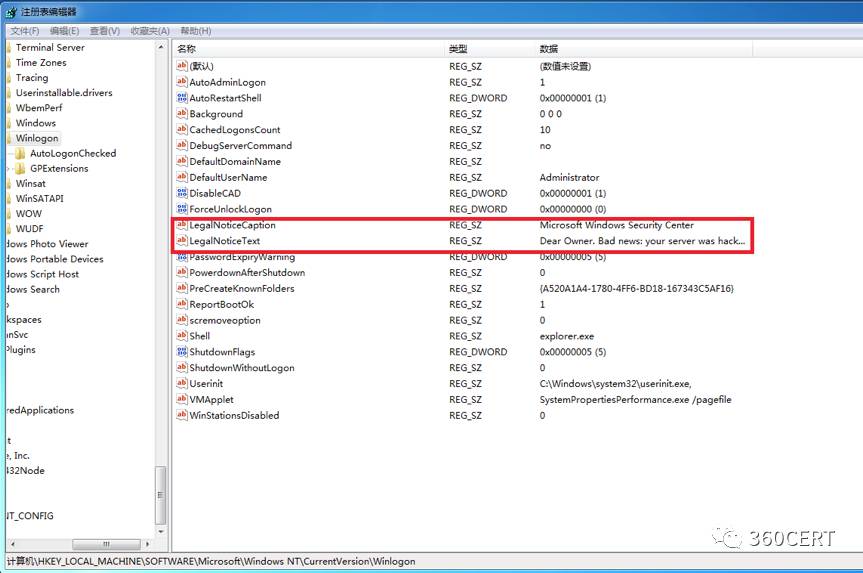 注册表编辑器
文件(F) 编辑(E) 查看(V) 收藏夹(A) 帮助(H)
Terminal Server
Time Zones
Tracing
Userinstallable.drivers
WbemPerf
Windows
Winlogon
AutoLogonChecked
GPExtensions
Winsat
WinSATAPI
WOW
WUDF
dows Photo Viewer
dows Portable Devices
dows Script Host
dows Search
kspaces
nSvc
Plugins
redApplications
t
e, Inc.
432Node
NT_CONFIG
名称 类型 数据
(默认) REG_SZ (数值未设置)
AutoAdminLogon REG_SZ 1
AutoRestartShell REG_DWORD 0x00000001 (1)
Background REG_SZ 0 0 0
CachedLogonsCount REG_SZ 10
DebugServerCommand REG_SZ no
DefaultDomainName REG_SZ
DefaultUserName REG_SZ Administrator
DisableCAD REG_DWORD 0x00000001 (1)
ForceUnlockLogon REG_DWORD 0x00000000 (0)
LegalNoticeCaption REG_SZ Microsoft Windows Security Center
LegalNoticeText REG_SZ Dear Owner. Bad news: your server was hack...
PasswordExpiryWarning REG_DWORD 0x00000005 (5)
PowerdownAfterShutdown REG_SZ 0
PreCreateKnownFolders REG_SZ {A520A1A4-1780-4FF6-BD18-167343C5AF16}
ReportBootOk REG_SZ 1
scremoveoption REG_SZ 0
Shell REG_SZ explorer.exe
ShutdownFlags REG_DWORD 0x00000005 (5)
ShutdownWithoutLogon REG_SZ 0
Userinit REG_SZ C:\Windows\system32\userinit.exe,
VMApplet REG_SZ SystemPropertiesPerformance.exe /pagefile
WinStationsDisabled REG_SZ 0
360CERT
计算机\HKEY_LOCAL_MACHINE\SOFTWARE\Microsoft\Windows NT\CurrentVersion\Winlogon